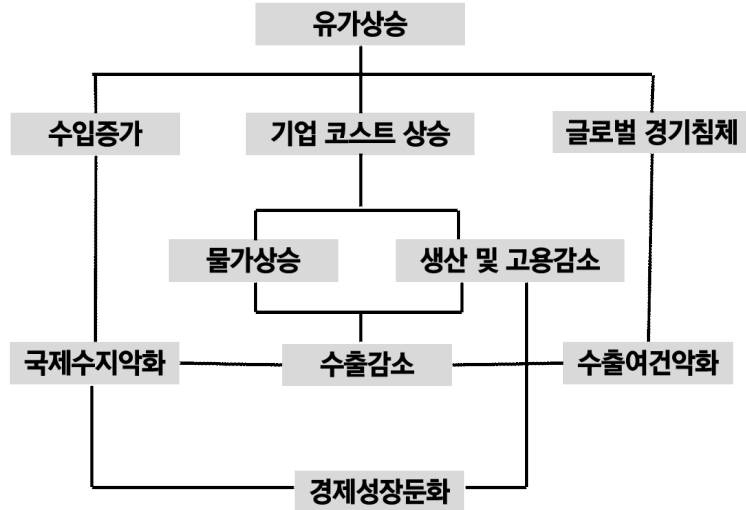 유가상승
수입증가
기업 코스트 상승
글로벌 경기침체
물가상승
생산 및 고용감소
국제수지악화
수출감소
수출여건악화
경제성장둔화